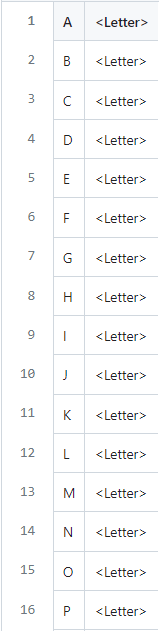 1 A <Letter>
2 B <Letter>
3 C <Letter>
4 D <Letter>
5 E <Letter>
6 F <Letter>
7 G <Letter>
8 H <Letter>
9 I <Letter>
10 J <Letter>
11 K <Letter>
12 L <Letter>
13 M <Letter>
14 N <Letter>
15 O <Letter>
16 P <Letter>